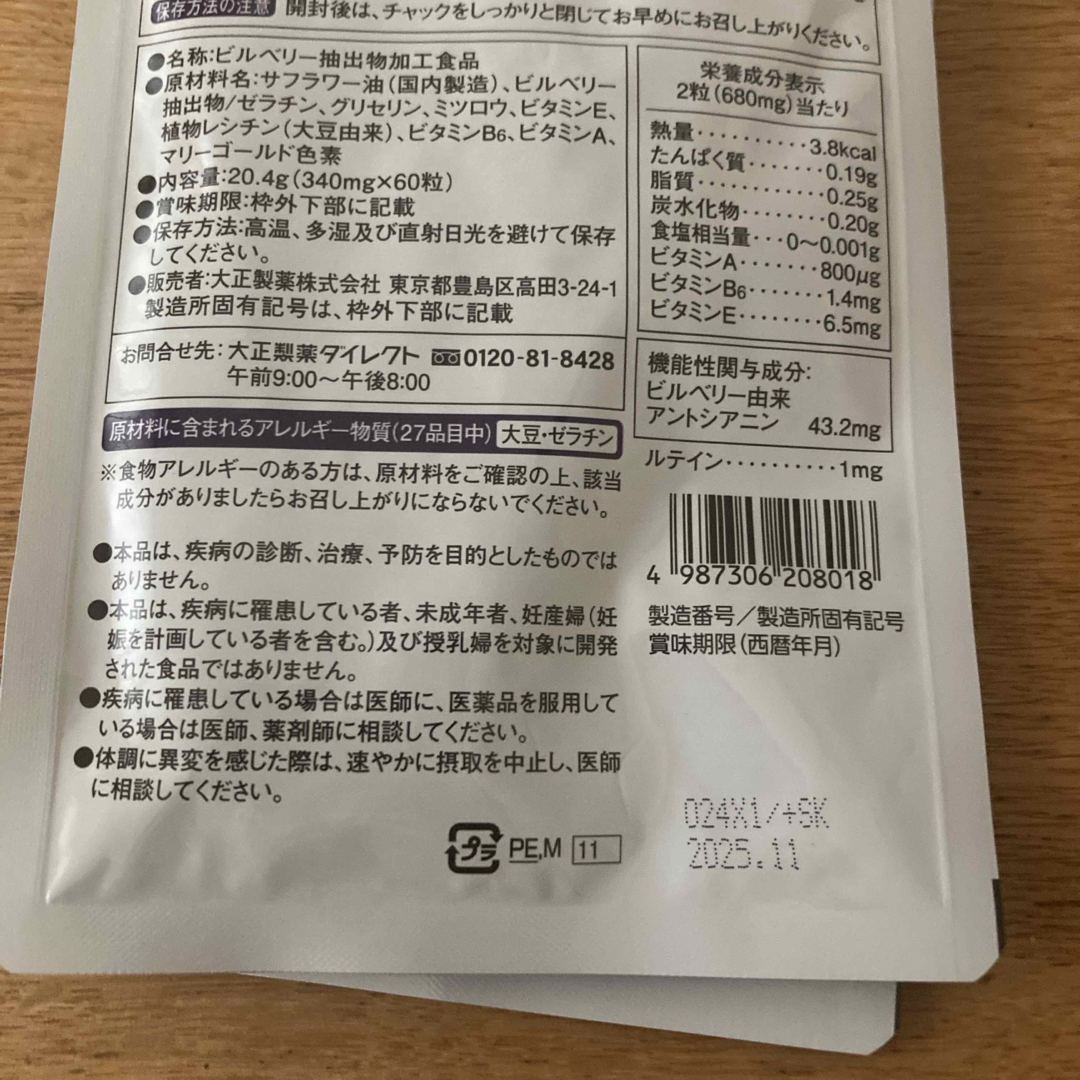 保存方法の注意 開封後は、チャックをしっかりと閉じてお早めにお召し上がりください。
●名称:ビルベリー抽出物加工食品
●原材料名:サフラワー油(国内製造)、ビルベリー
抽出物/ゼラチン、グリセリン、ミツロウ、ビタミンE、
植物レシチン(大豆由来)、ビタミンB6、ビタミンA、
マリーゴールド色素
●内容量:20.4g(340mg×60粒)
●賞味期限:枠外下部に記載
●保存方法:高温、多湿及び直射日光を避けて保存
してください。
●販売者:大正製薬株式会社 東京都豊島区高田3-24-1
製造所固有記号は、枠外下部に記載
お問合せ先:大正製薬ダイレクト 0120-81-8428
午前9:00〜午後8:00
原材料に含まれるアレルギー物質(27品目中) 大豆・ゼラチン
※食物アレルギーのある方は、原材料をご確認の上、該当
成分がありましたらお召し上がりにならないでください。
●本品は、疾病の診断、治療、予防を目的としたものでは
ありません。
●本品は、疾病に罹患している者、未成年者、妊産婦(妊
娠を計画している者を含む。)及び授乳婦を対象に開発
された食品ではありません。
●疾病に罹患している場合は医師に、医薬品を服用して
いる場合は医師、薬剤師に相談してください。
●体調に異変を感じた際は、速やかに摂取を中止し、医師
に相談してください。
プラ PE,M 11
栄養成分表示
2粒(680mg)当たり
熱量・・・・・・・・・3.8kcal
たんぱく質・・・・・・・0.19g
脂質・・・・・・・・・・0.25g
炭水化物・・・・・・・・0.20g
食塩相当量・・・0〜0.001g
ビタミンA・・・・・・・800μg
ビタミンB6・・・・・・・1.4mg
ビタミンE・・・・・・・・6.5mg
機能性関与成分:
ビルベリー由来
アントシアニン 43.2mg
ルテイン・・・・・・・・・・1mg
4 987306 208018
製造番号/製造所固有記号
賞味期限(西暦年月)
024X1/+SK
2025.11